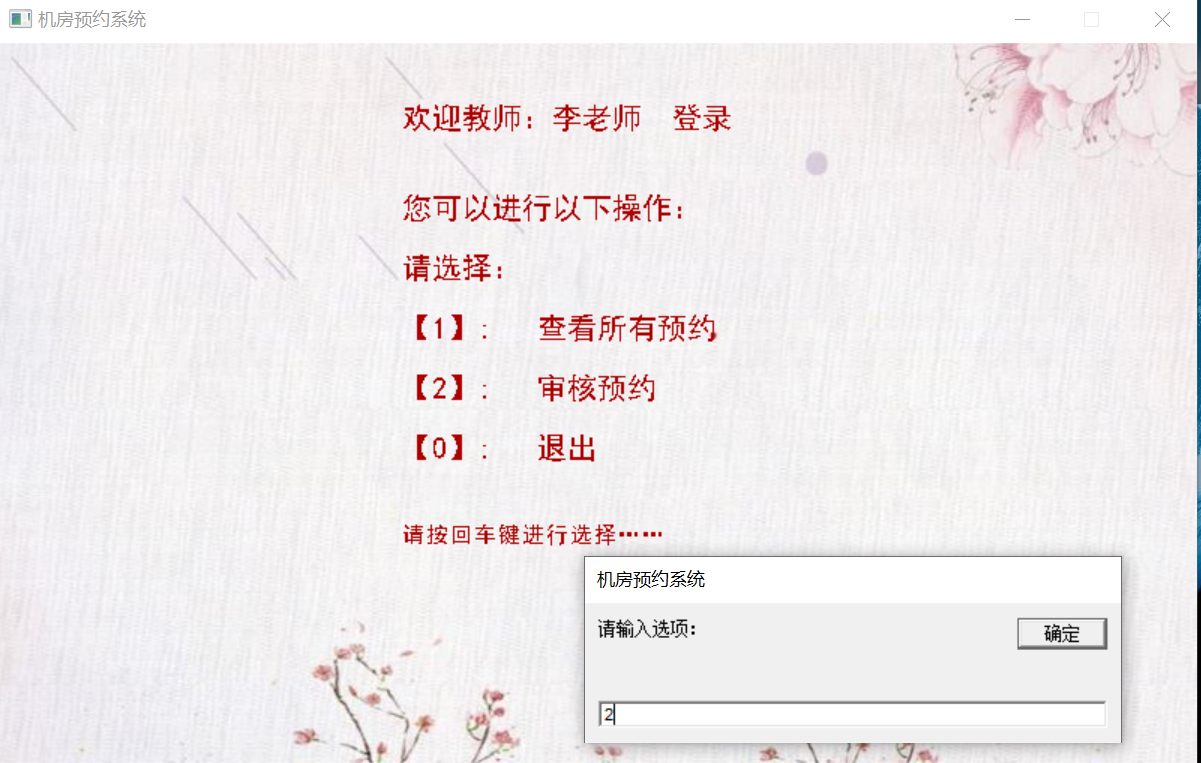 机房预约系统
欢迎教师：李老师 登录
您可以进行以下操作：
请选择：
【1】： 查看所有预约
【2】： 审核预约
【0】： 退出
请按回车键进行选择……
机房预约系统
请输入选项：
确定
2